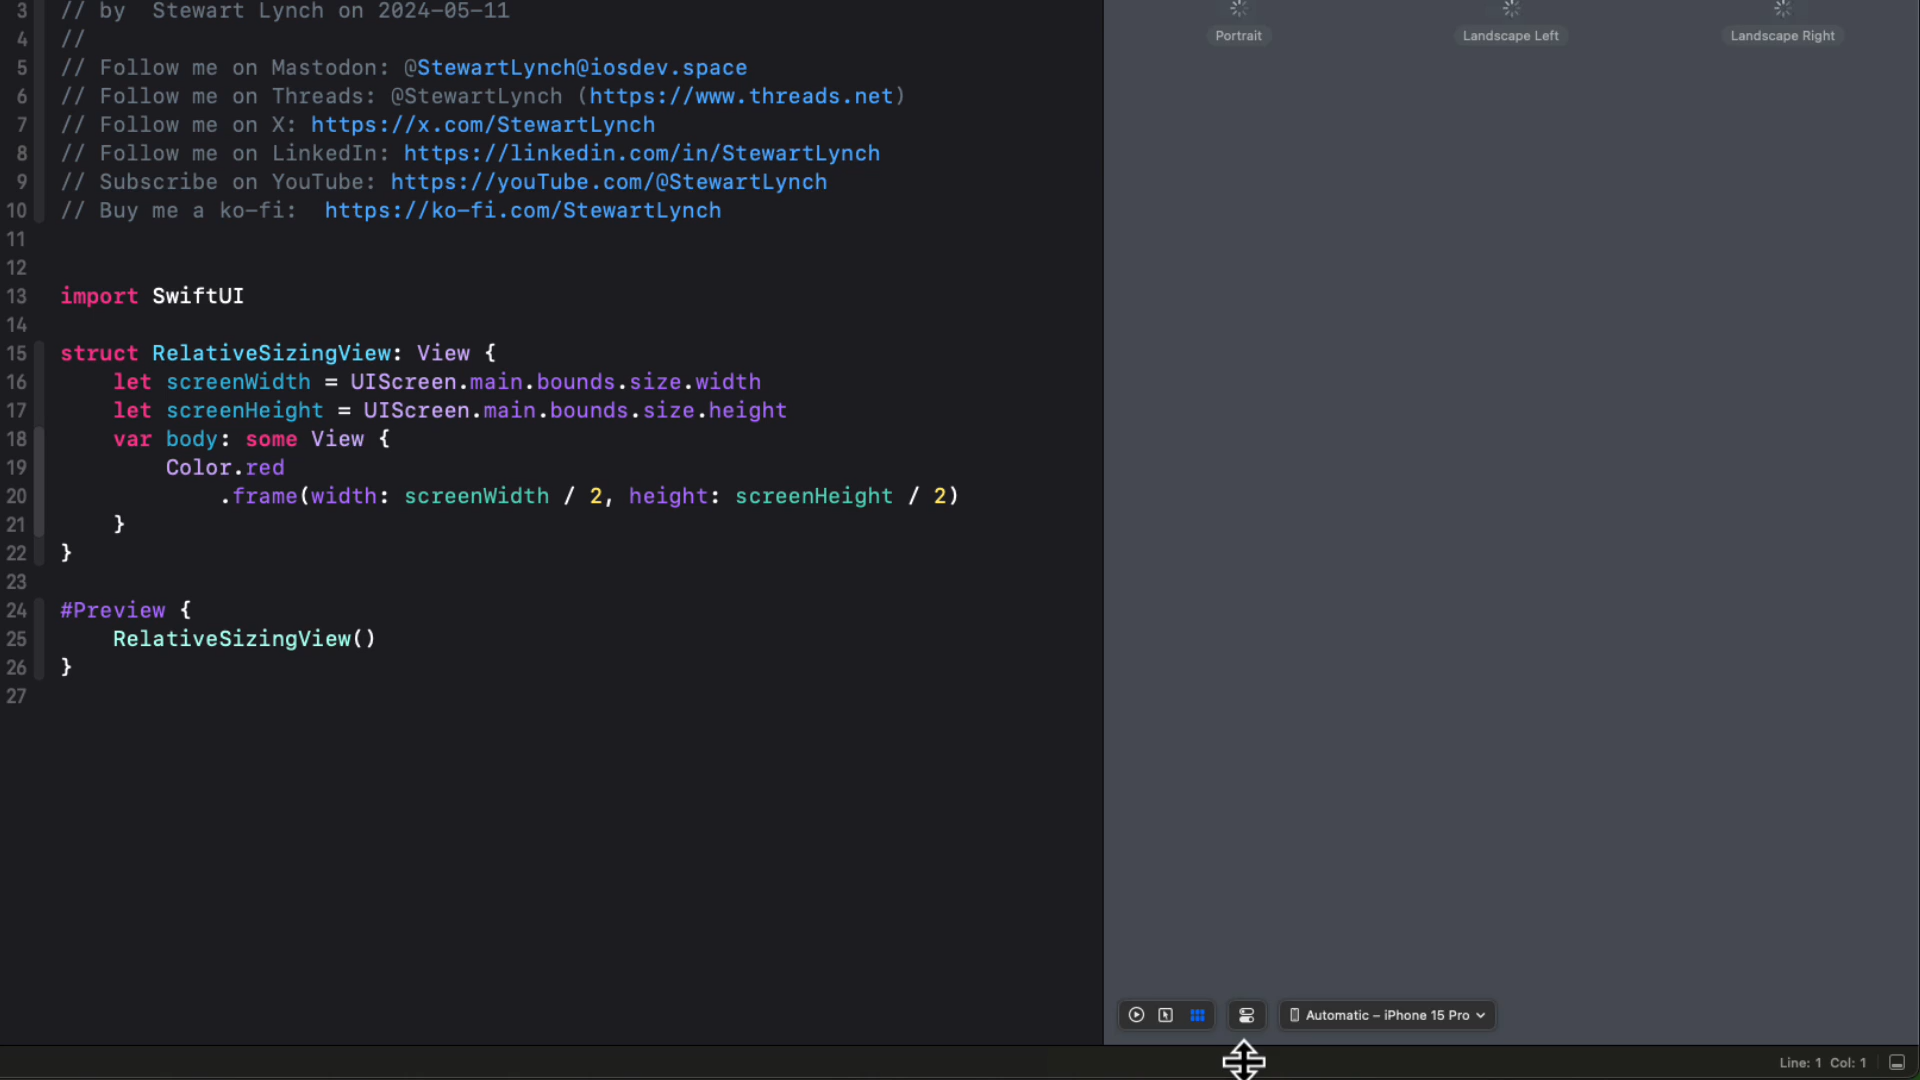 3 // by  Stewart Lynch on 2024-05-11
4 //
5 // Follow me on Mastodon: @StewartLynch@iosdev.space
6 // Follow me on Threads: @StewartLynch (https://www.threads.net)
7 // Follow me on X: https://x.com/StewartLynch
8 // Follow me on LinkedIn: https://linkedin.com/in/StewartLynch
9 // Subscribe on YouTube: https://youTube.com/@StewartLynch
10 // Buy me a ko-fi:  https://ko-fi.com/StewartLynch
11
12
13 import SwiftUI
14
15 struct RelativeSizingView: View {
16     let screenWidth = UIScreen.main.bounds.size.width
17     let screenHeight = UIScreen.main.bounds.size.height
18     var body: some View {
19         Color.red
20             .frame(width: screenWidth / 2, height: screenHeight / 2)
21     }
22 }
23
24 #Preview {
25     RelativeSizingView()
26 }
27
Portrait
Landscape Left
Landscape Right
Automatic – iPhone 15 Pro
Line: 1 Col: 1